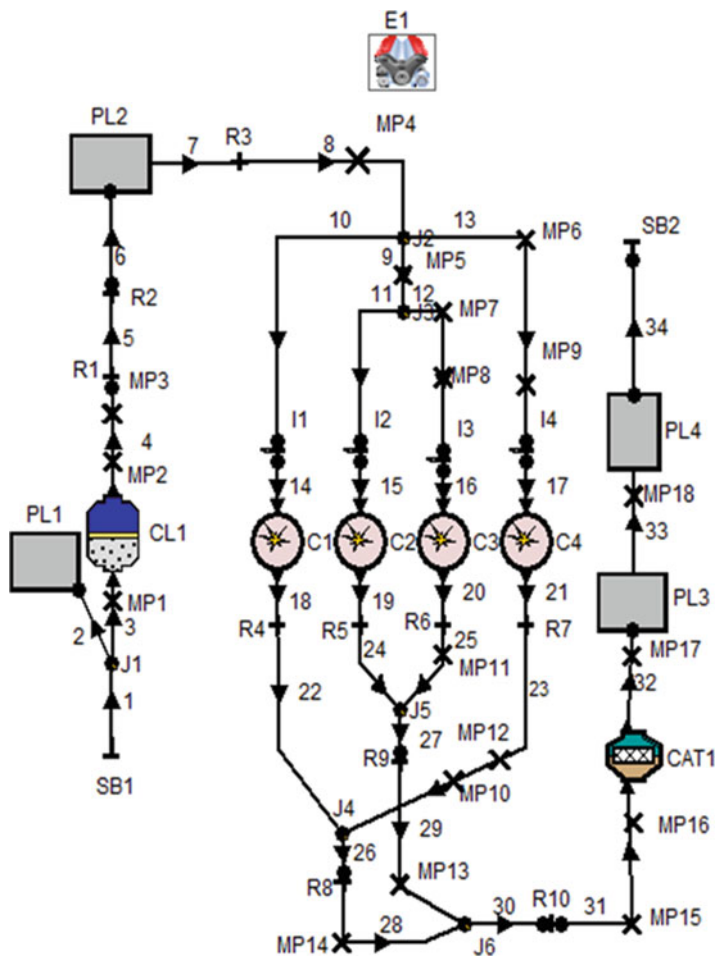 E1
PL2
7
R3
8
MP4
10
J2
13
MP6
SB2
6
9
MP5
R2
11
12
J3
MP7
34
5
MP9
R1
MP3
MP8
4
I1
I2
I3
I4
PL4
MP2
14
15
16
17
MP18
PL1
CL1
33
C1
C2
C3
C4
MP1
18
19
20
21
PL3
2
3
R4
R5
R6
R7
J1
24
25
MP11
MP17
32
1
22
J5
23
27
MP12
SB1
R9
CAT1
MP10
J4
26
29
MP16
R8
MP13
30
R10
31
MP15
MP14
28
J6